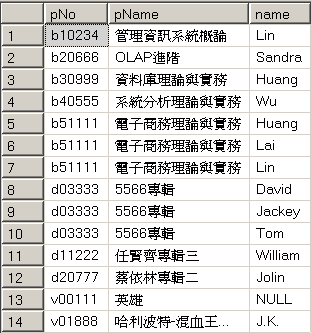 pNo pName name
1 b10234 管理資訊系統概論 Lin
2 b20666 OLAP進階 Sandra
3 b30999 資料庫理論與實務 Huang
4 b40555 系統分析理論與實務 Wu
5 b51111 電子商務理論與實務 Huang
6 b51111 電子商務理論與實務 Lai
7 b51111 電子商務理論與實務 Lin
8 d03333 5566專輯 David
9 d03333 5566專輯 Jackey
10 d03333 5566專輯 Tom
11 d11222 任賢齊專輯三 William
12 d20777 蔡依林專輯二 Jolin
13 v00111 英雄 NULL
14 v01888 哈利波特-混血王... J.K.